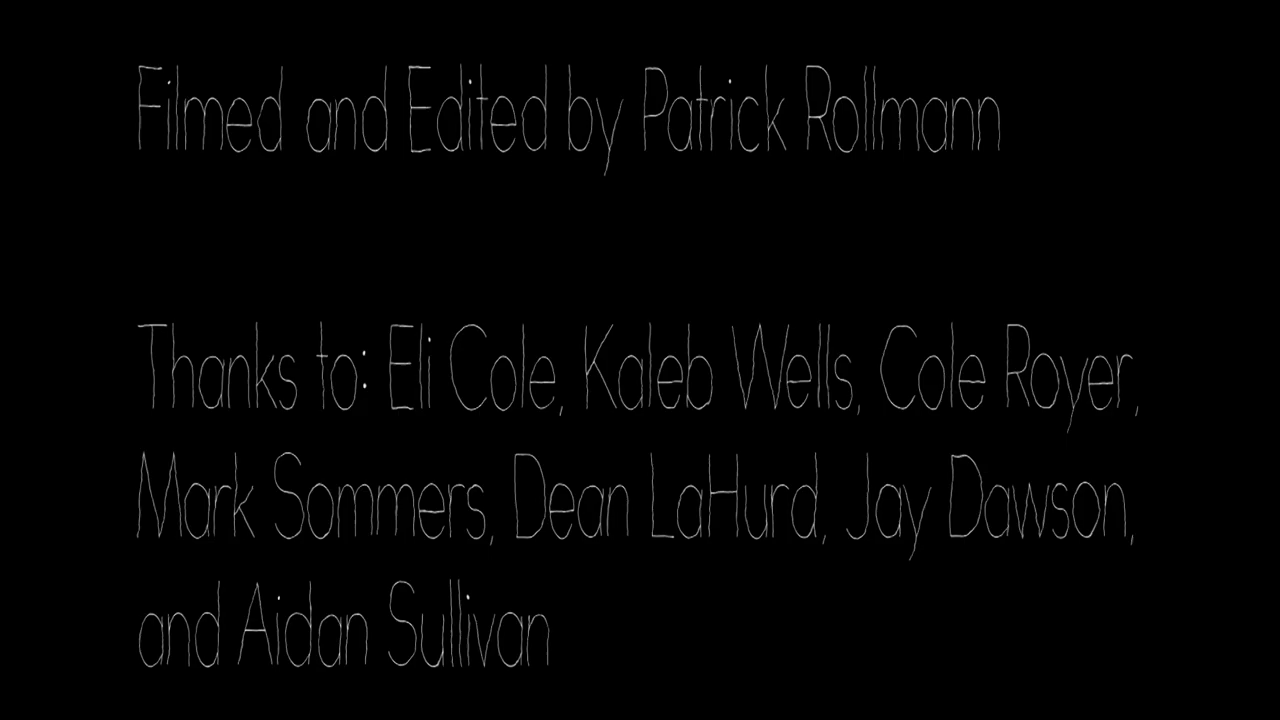 Filmed and Edited by Patrick Rollmann
Thanks to: Eli Cole, Kaleb Wells, Cole Royer,
Mark Sommers, Dean LaHurd, Jay Dawson,
and Aidan Sullivan